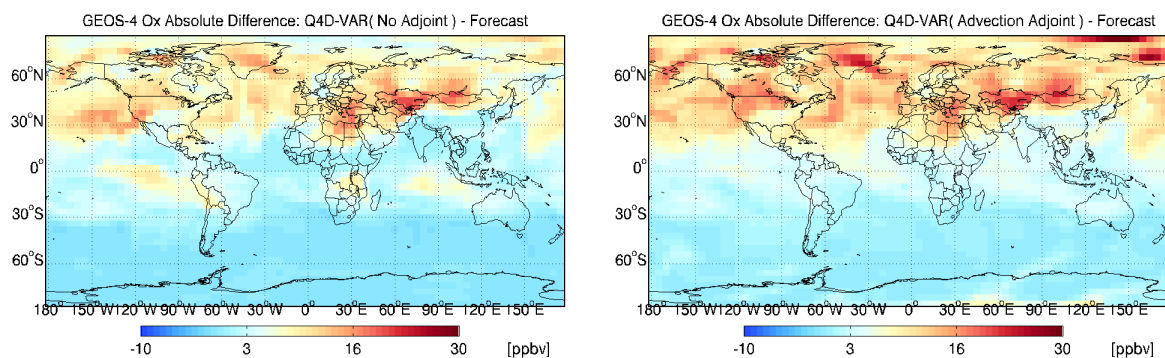 GEOS-4 Ox Absolute Difference: Q4D-VAR( No Adjoint ) - Forecast
60°N
30°N
0°
30°S
60°S
180°W
150°W
120°W
90°W
60°W
30°W
0°
30°E
60°E
90°E
120°E
150°E
-10 3 16 30 [ppbv]
GEOS-4 Ox Absolute Difference: Q4D-VAR( Advection Adjoint ) - Forecast
60°N
30°N
0°
30°S
60°S
180°W
150°W
120°W
90°W
60°W
30°W
0°
30°E
60°E
90°E
120°E
150°E
-10 3 16 30 [ppbv]